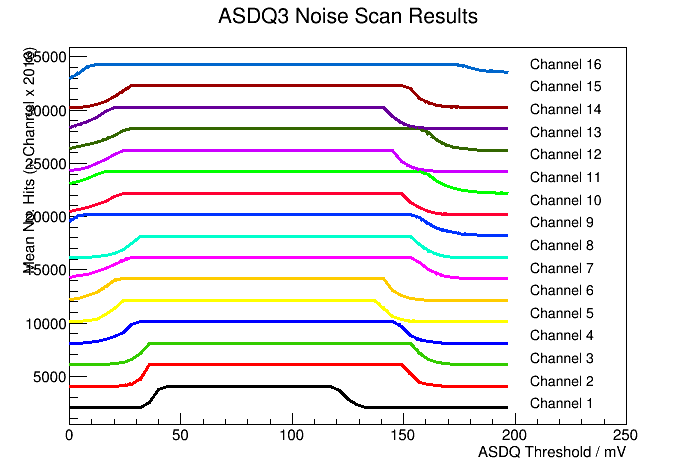 ASDQ3 Noise Scan Results
35000
30000
25000
20000
15000
10000
5000
Mean No. Hits (
Channel x 201
0
50
100
150
200
250
ASDQ Threshold / mV
Channel 16
Channel 15
Channel 14
Channel 13
Channel 12
Channel 11
Channel 10
Channel 9
Channel 8
Channel 7
Channel 6
Channel 5
Channel 4
Channel 3
Channel 2
Channel 1